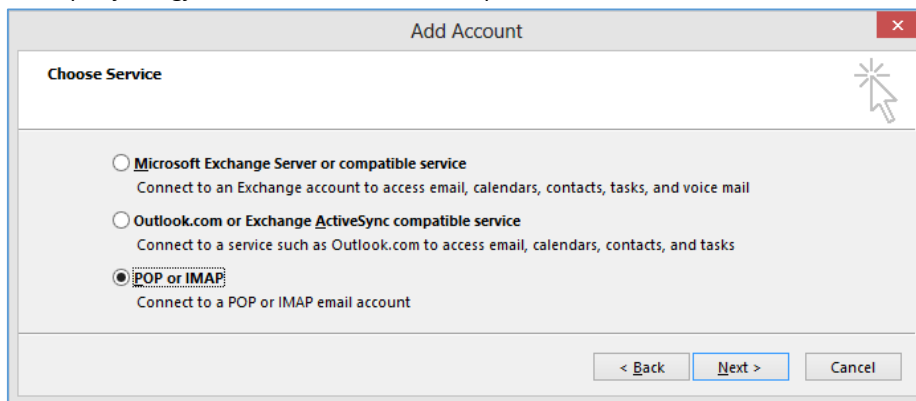 Add Account
Choose Service
Microsoft Exchange Server or compatible service
Connect to an Exchange account to access email, calendars, contacts, tasks, and voice mail
Outlook.com or Exchange ActiveSync compatible service
Connect to a service such as Outlook.com to access email, calendars, contacts, and tasks
POP or IMAP
Connect to a POP or IMAP email account
< Back Next > Cancel